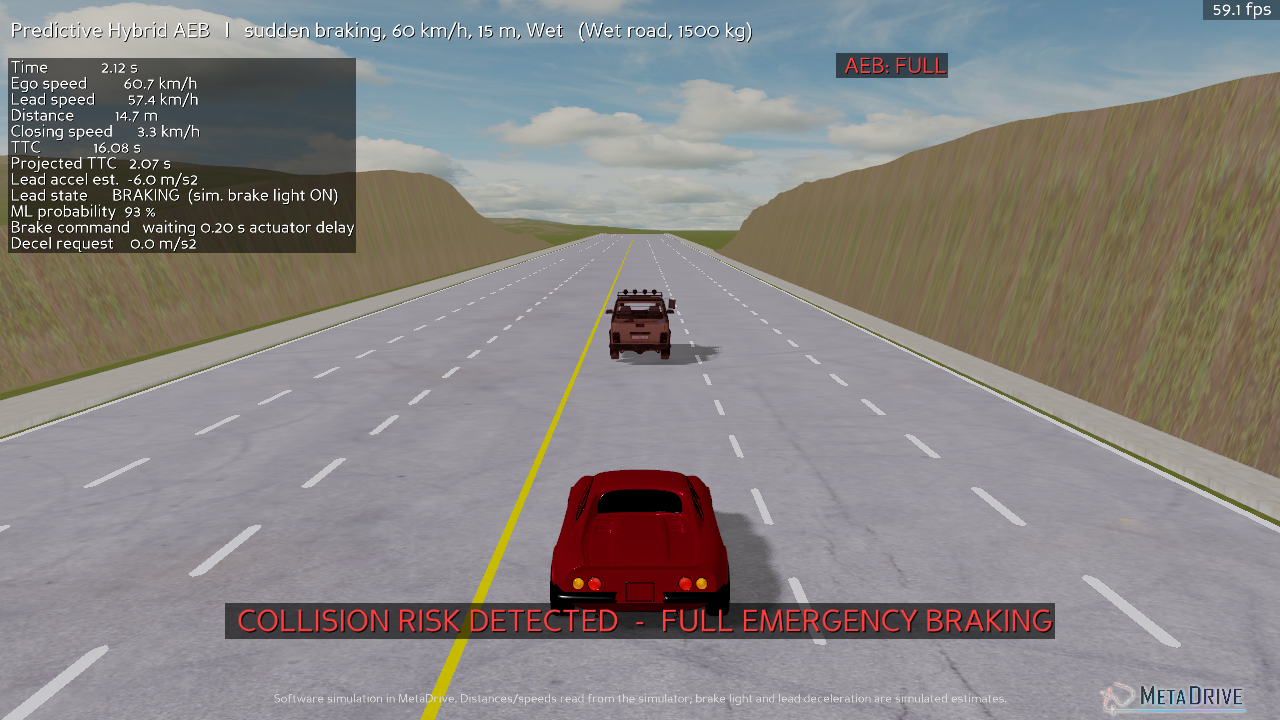 59.1 fps
Predictive Hybrid AEB | sudden braking, 60 km/h, 15 m, Wet (Wet road, 1500 kg)
AEB: FULL
Time 2.12 s
Ego speed 60.7 km/h
Lead speed 57.4 km/h
Distance 14.7 m
Closing speed 3.3 km/h
TTC 16.08 s
Projected TTC 2.07 s
Lead accel est. -6.0 m/s2
Lead state BRAKING (sim. brake light ON)
ML probability 93 %
Brake command waiting 0.20 s actuator delay
Decel request 0.0 m/s2
COLLISION RISK DETECTED - FULL EMERGENCY BRAKING
Software simulation in MetaDrive. Distances/speeds read from the simulator; brake light and lead deceleration are simulated estimates.
METADRIVE